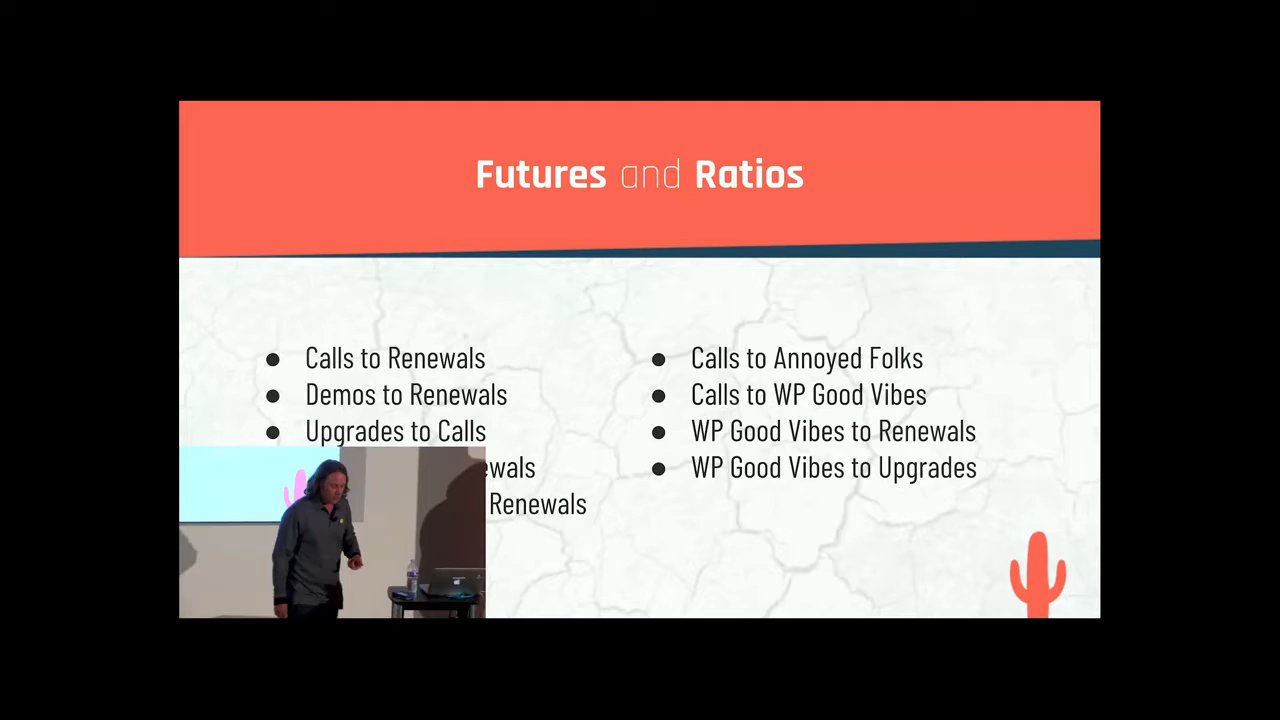 Futures and Ratios
● Calls to Renewals
● Demos to Renewals
● Upgrades to Calls
Renewals
● Calls to Annoyed Folks
● Calls to WP Good Vibes
● WP Good Vibes to Renewals
● WP Good Vibes to Upgrades